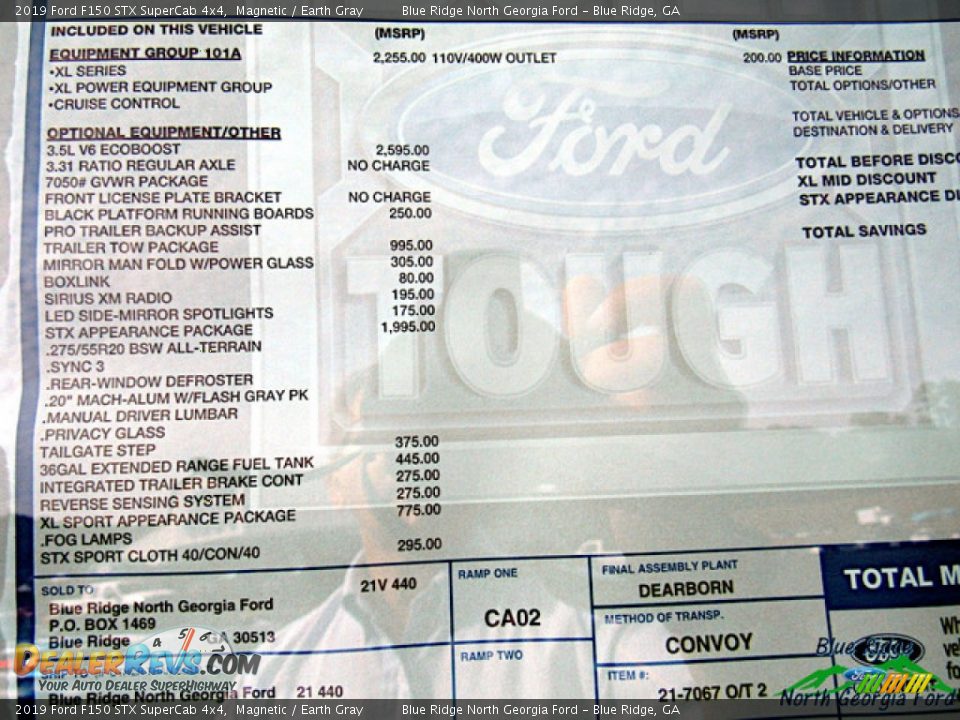 2019 Ford F150 STX SuperCab 4x4,  Magnetic / Earth Gray          Blue Ridge North Georgia Ford - Blue Ridge, GA
INCLUDED ON THIS VEHICLE (MSRP) (MSRP)
EQUIPMENT GROUP 101A 2,255.00 110V/400W OUTLET 200.00 PRICE INFORMATION
•XL SERIES BASE PRICE
•XL POWER EQUIPMENT GROUP TOTAL OPTIONS/OTHER
•CRUISE CONTROL
TOTAL VEHICLE & OPTIONS
OPTIONAL EQUIPMENT/OTHER DESTINATION & DELIVERY
3.5L V6 ECOBOOST 2,595.00
3.31 RATIO REGULAR AXLE NO CHARGE TOTAL BEFORE DISCO
7050# GVWR PACKAGE XL MID DISCOUNT
FRONT LICENSE PLATE BRACKET NO CHARGE STX APPEARANCE DI
BLACK PLATFORM RUNNING BOARDS 250.00
PRO TRAILER BACKUP ASSIST TOTAL SAVINGS
TRAILER TOW PACKAGE 995.00
MIRROR MAN FOLD W/POWER GLASS 305.00
BOXLINK 80.00
SIRIUS XM RADIO 195.00
LED SIDE-MIRROR SPOTLIGHTS 175.00
STX APPEARANCE PACKAGE 1,995.00
.275/55R20 BSW ALL-TERRAIN
.SYNC 3
.REAR-WINDOW DEFROSTER
.20" MACH-ALUM W/FLASH GRAY PK
.MANUAL DRIVER LUMBAR
.PRIVACY GLASS
TAILGATE STEP 375.00
36GAL EXTENDED RANGE FUEL TANK 445.00
INTEGRATED TRAILER BRAKE CONT 275.00
REVERSE SENSING SYSTEM 275.00
XL SPORT APPEARANCE PACKAGE 775.00
.FOG LAMPS
STX SPORT CLOTH 40/CON/40 295.00
Ford
TOUGH
SOLD TO 21V 440
Blue Ridge North Georgia Ford
P.O. BOX 1469
Blue Ridge GA 30513
SHIP TO
Blue Ridge North Georgia Ford 21 440
RAMP ONE
CA02
RAMP TWO
FINAL ASSEMBLY PLANT
DEARBORN
METHOD OF TRANSP.
CONVOY
ITEM #:
21-7067 O/T 2
TOTAL M
Wh
vel
fo
DEALERREVS.COM
YOUR AUTO DEALER SUPERHIGHWAY
Blue Ridge
Ford
North Georgia Ford
2019 Ford F150 STX SuperCab 4x4,  Magnetic / Earth Gray          Blue Ridge North Georgia Ford - Blue Ridge, GA